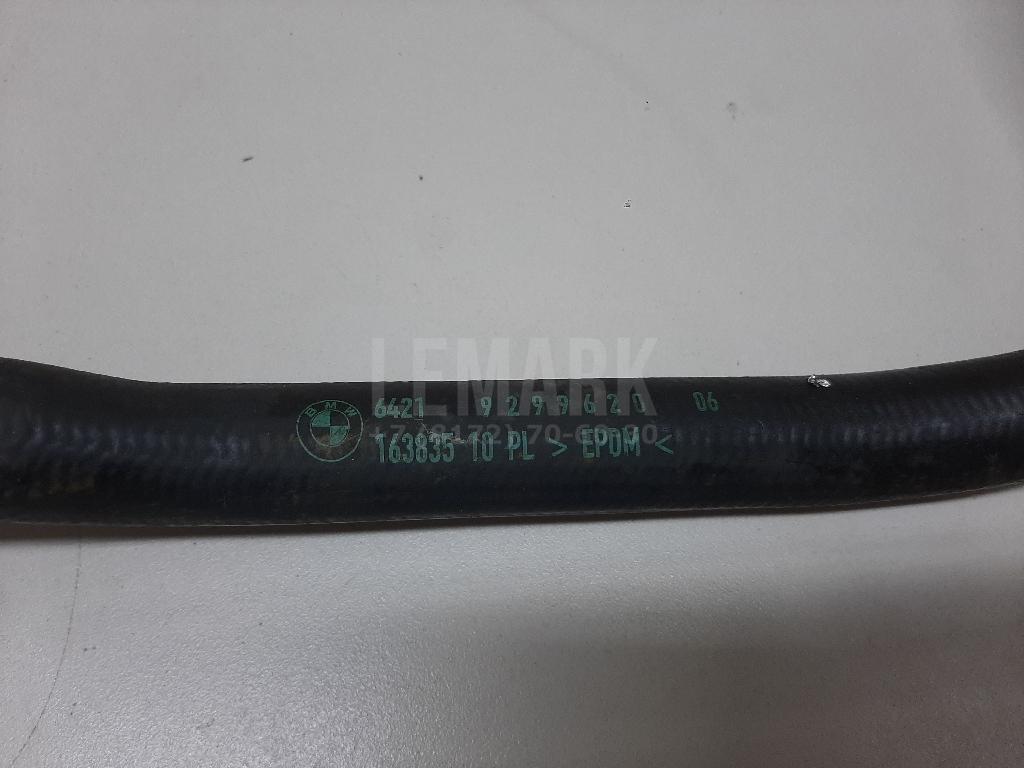 LEMARK
BMW 6421 9299620 06
163835 10 PL > EPDM <